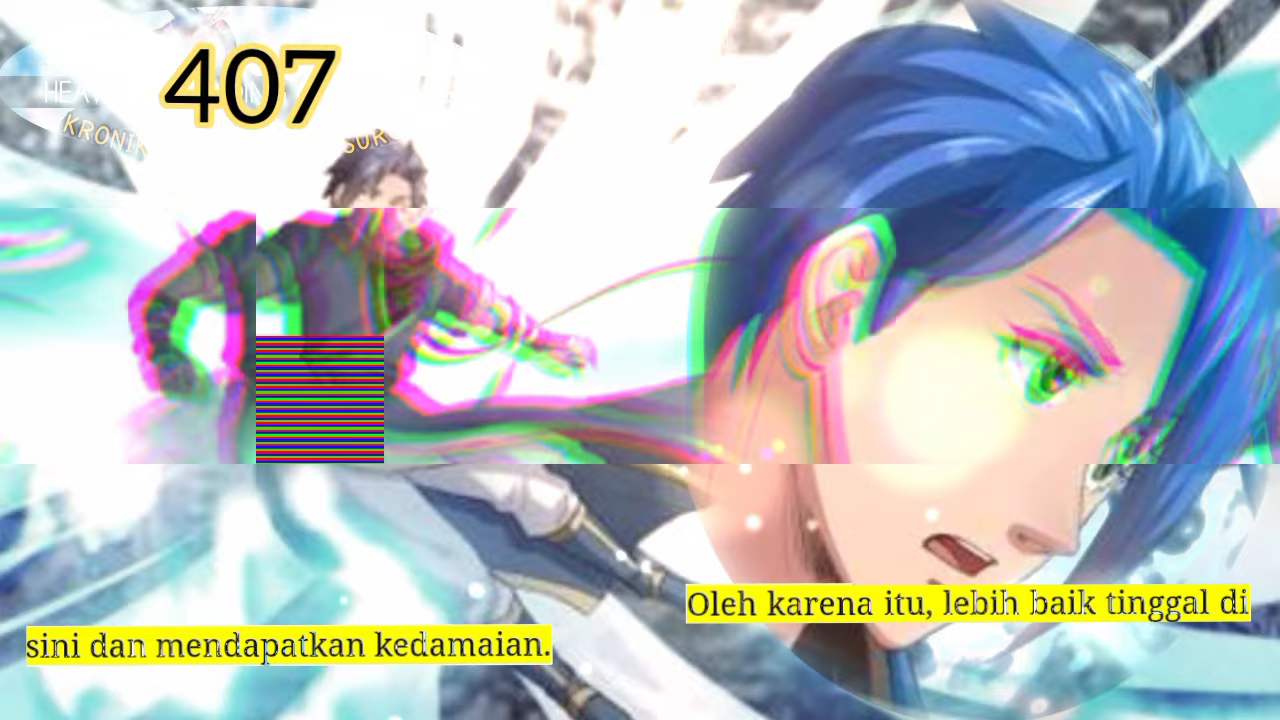 407
Oleh karena itu, lebih baik tinggal di
sini dan mendapatkan kedamaian.